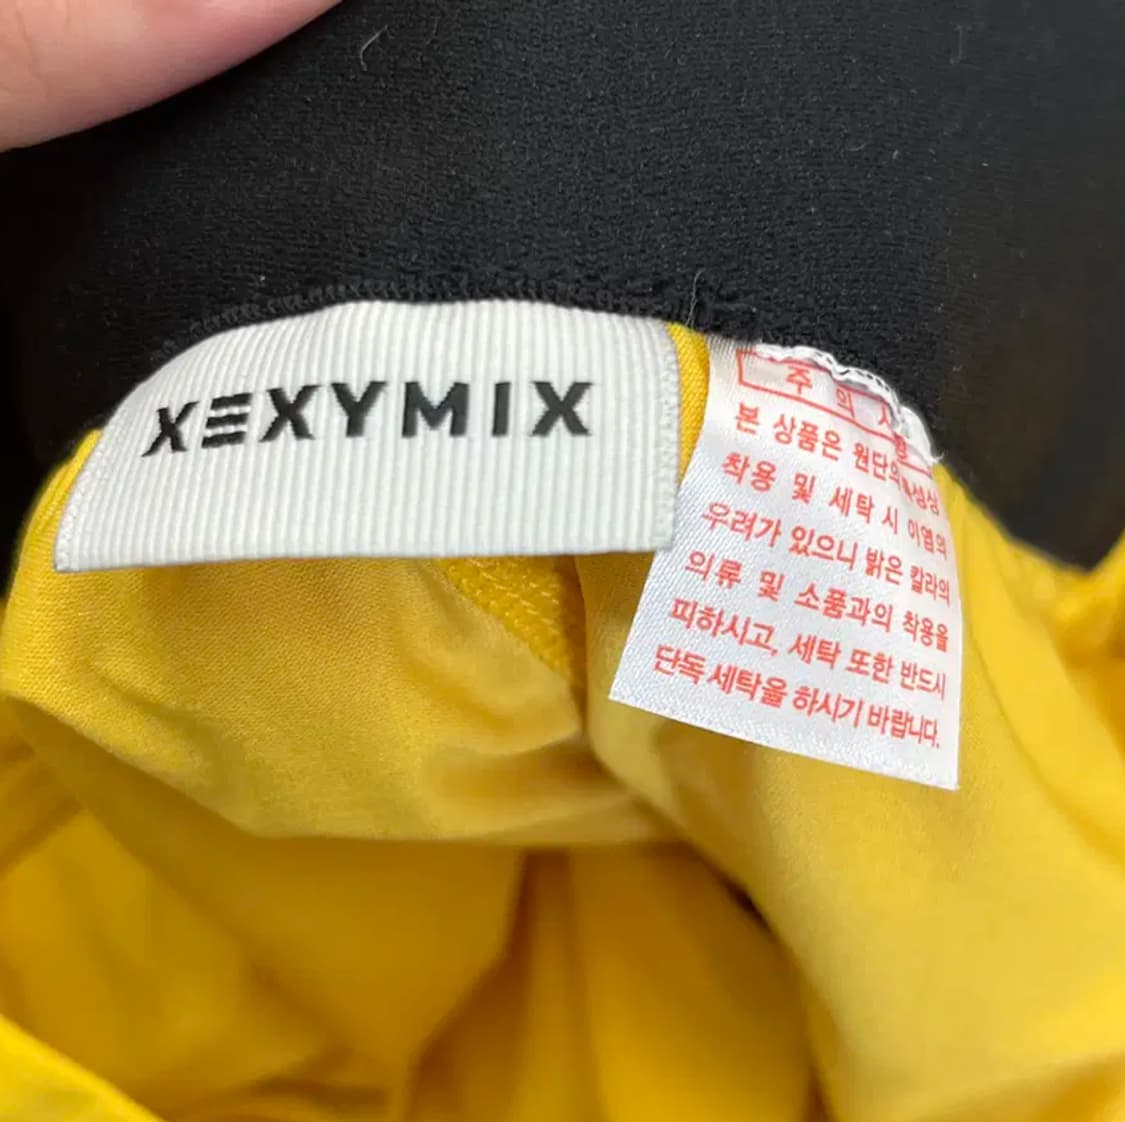 XEXYMIX
주의사항
본 상품은 원단의 특성상
착용 및 세탁 시 이염의
우려가 있으니 밝은 칼라의
의류 및 소품과의 착용을
피하시고, 세탁 또한 반드시
단독 세탁을 하시기 바랍니다.